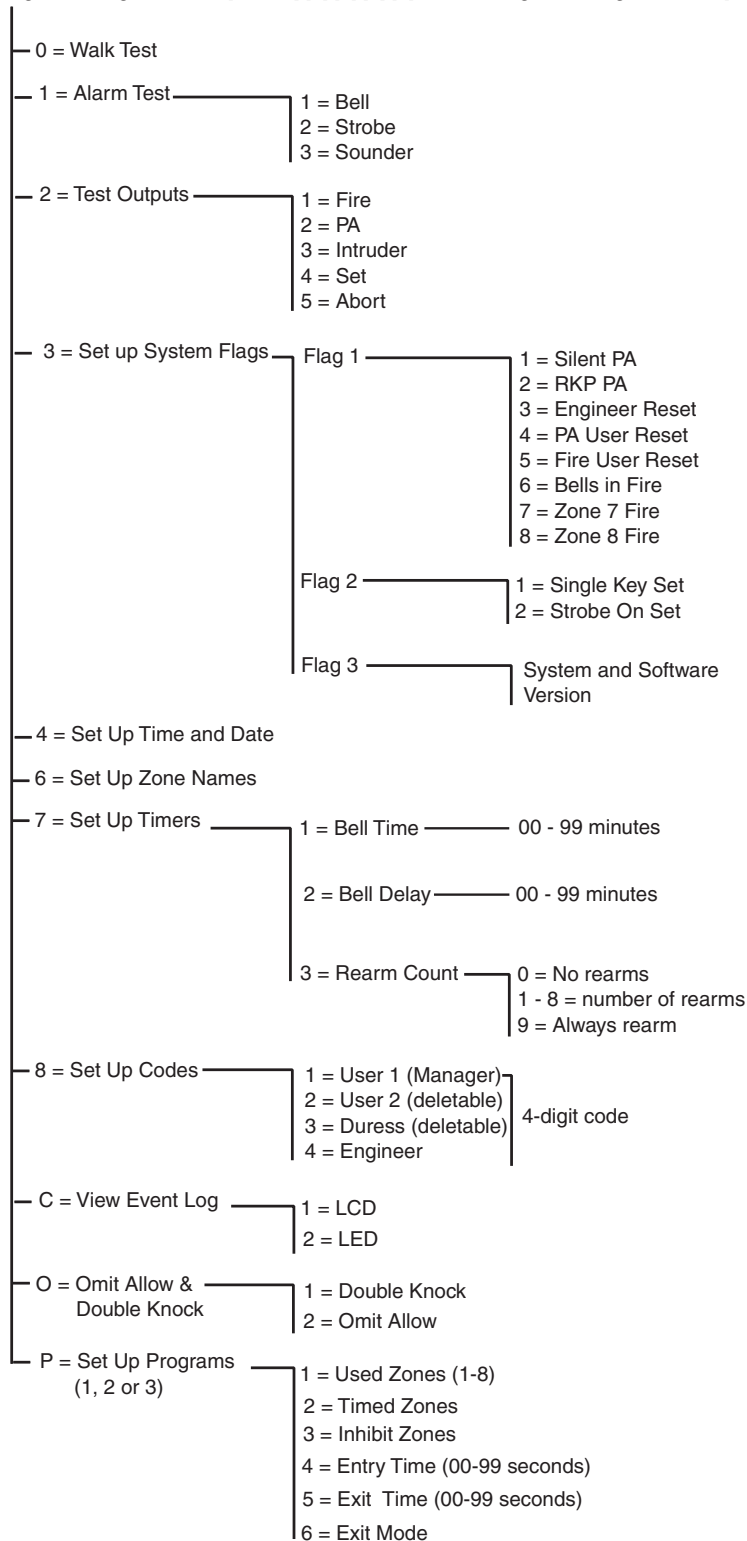 0 = Walk Test
1 = Alarm Test
1 = Bell
2 = Strobe
3 = Sounder
2 = Test Outputs
1 = Fire
2 = PA
3 = Intruder
4 = Set
5 = Abort
3 = Set up System Flags
Flag 1
1 = Silent PA
2 = RKP PA
3 = Engineer Reset
4 = PA User Reset
5 = Fire User Reset
6 = Bells in Fire
7 = Zone 7 Fire
8 = Zone 8 Fire
Flag 2
1 = Single Key Set
2 = Strobe On Set
Flag 3
System and Software
Version
4 = Set Up Time and Date
6 = Set Up Zone Names
7 = Set Up Timers
1 = Bell Time
00 - 99 minutes
2 = Bell Delay
00 - 99 minutes
3 = Rearm Count
0 = No rearms
1 - 8 = number of rearms
9 = Always rearm
8 = Set Up Codes
1 = User 1 (Manager)
2 = User 2 (deletable)
3 = Duress (deletable)
4 = Engineer
4-digit code
C = View Event Log
1 = LCD
2 = LED
O = Omit Allow &
Double Knock
1 = Double Knock
2 = Omit Allow
P = Set Up Programs
(1, 2 or 3)
1 = Used Zones (1-8)
2 = Timed Zones
3 = Inhibit Zones
4 = Entry Time (00-99 seconds)
5 = Exit Time (00-99 seconds)
6 = Exit Mode